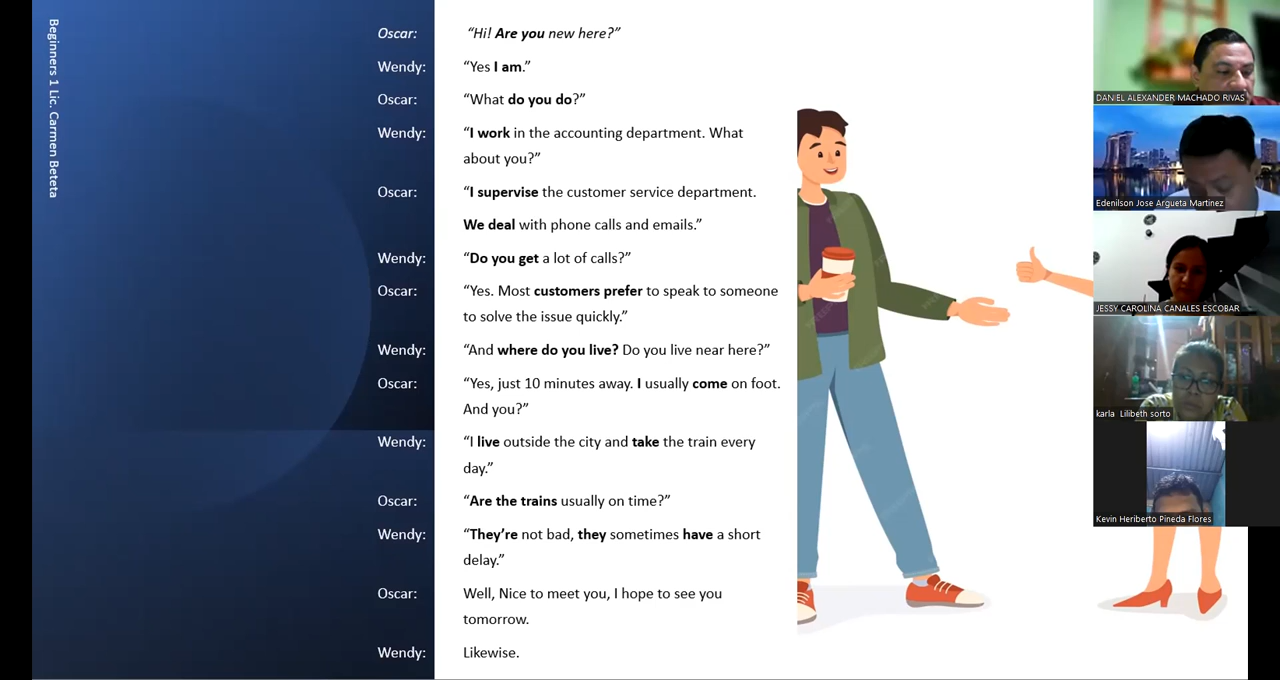 Beginners 1 Lic. Carmen Beteta
Oscar: “Hi! Are you new here?”
Wendy: “Yes I am.”
Oscar: “What do you do?”
Wendy: “I work in the accounting department. What
about you?”
Oscar: “I supervise the customer service department.
We deal with phone calls and emails.”
Wendy: “Do you get a lot of calls?”
Oscar: “Yes. Most customers prefer to speak to someone
to solve the issue quickly.”
Wendy: “And where do you live? Do you live near here?”
Oscar: “Yes, just 10 minutes away. I usually come on foot.
And you?”
Wendy: “I live outside the city and take the train every
day.”
Oscar: “Are the trains usually on time?”
Wendy: “They’re not bad, they sometimes have a short
delay.”
Oscar: Well, Nice to meet you, I hope to see you
tomorrow.
Wendy: Likewise.
DANIEL ALEXANDER MACHADO RIVAS
Edenilson Jose Argueta Martinez
JESSY CAROLINA CANALES ESCOBAR
karla Lilibeth sorto
Kevin Heriberto Pineda Flores